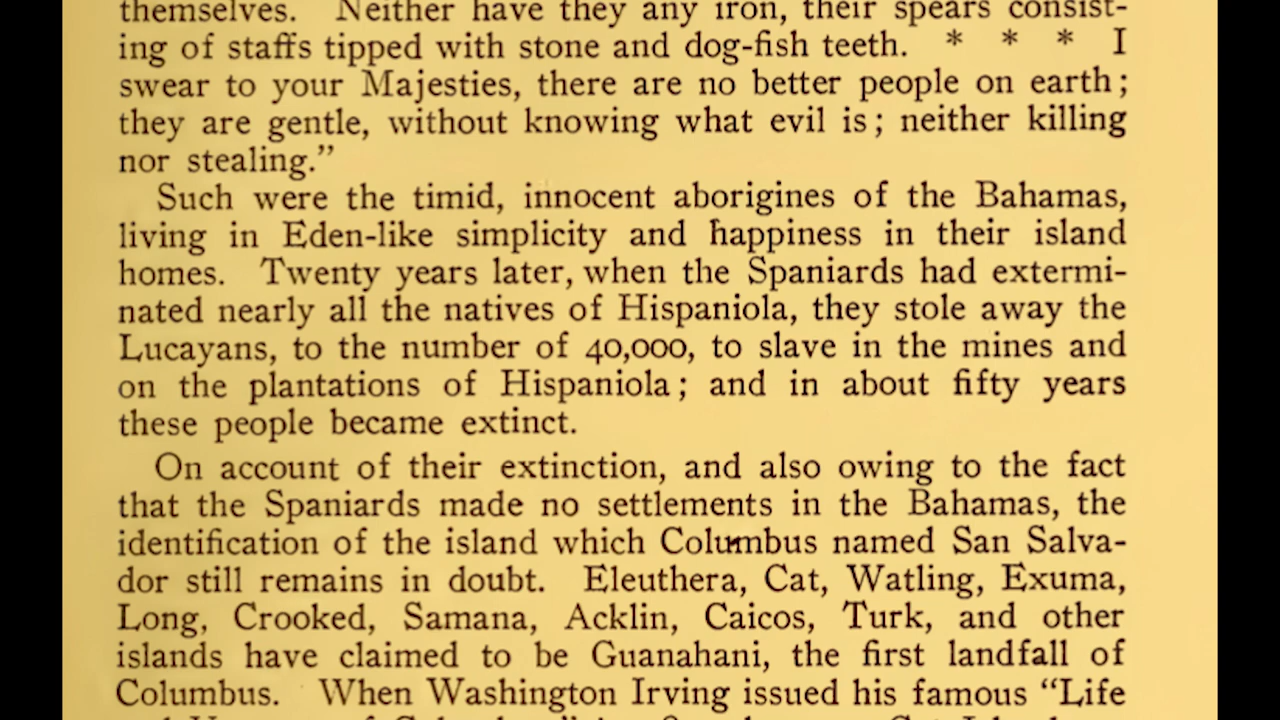 themselves. Neither have they any iron, their spears consist-
ing of staffs tipped with stone and dog-fish teeth. * * * I
swear to your Majesties, there are no better people on earth;
they are gentle, without knowing what evil is; neither killing
nor stealing.”
Such were the timid, innocent aborigines of the Bahamas,
living in Eden-like simplicity and happiness in their island
homes. Twenty years later, when the Spaniards had extermi-
nated nearly all the natives of Hispaniola, they stole away the
Lucayans, to the number of 40,000, to slave in the mines and
on the plantations of Hispaniola; and in about fifty years
these people became extinct.
On account of their extinction, and also owing to the fact
that the Spaniards made no settlements in the Bahamas, the
identification of the island which Columbus named San Salva-
dor still remains in doubt. Eleuthera, Cat, Watling, Exuma,
Long, Crooked, Samana, Acklin, Caicos, Turk, and other
islands have claimed to be Guanahani, the first landfall of
Columbus. When Washington Irving issued his famous “Life